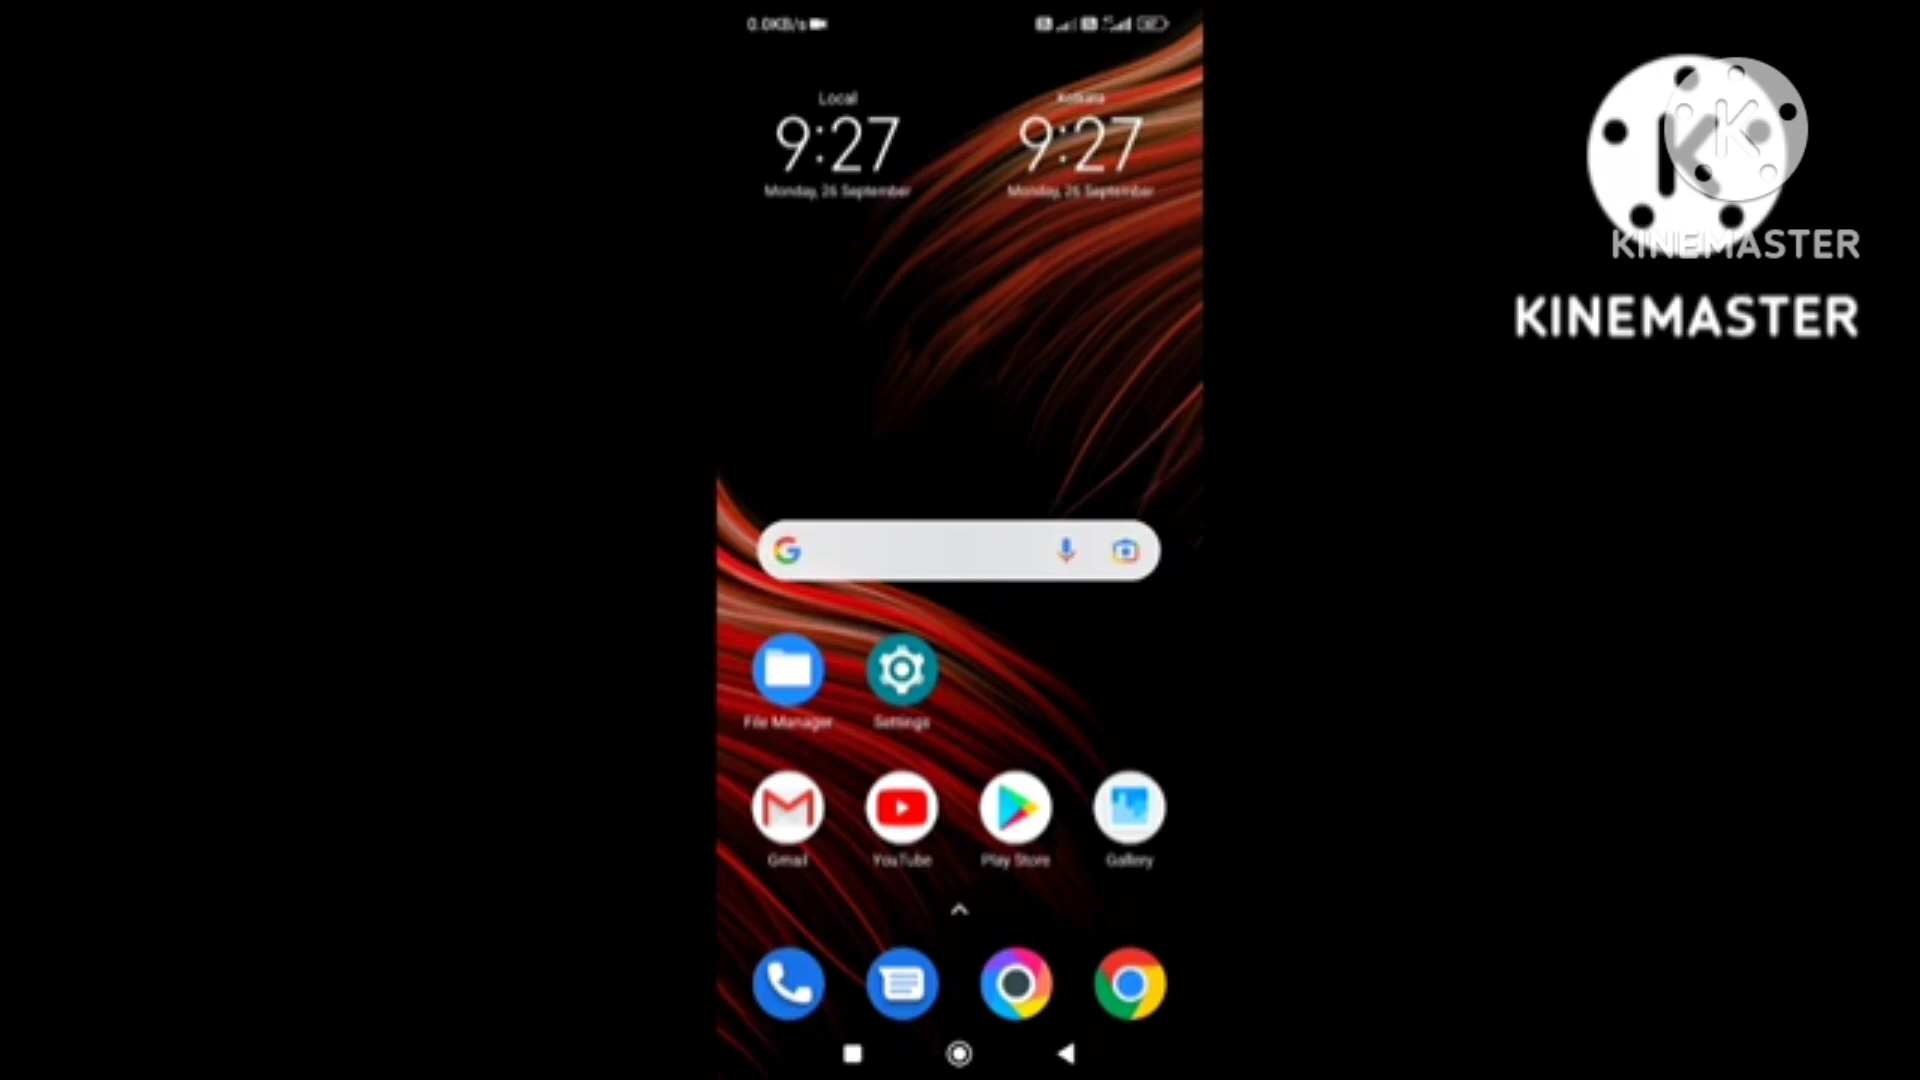 0.0KB/s
Local
9:27
Monday, 26 September
Kolkata
9:27
Monday, 26 September
KINEMASTER
KINEMASTER
File Manager
Settings
Gmail
YouTube
Play Store
Gallery